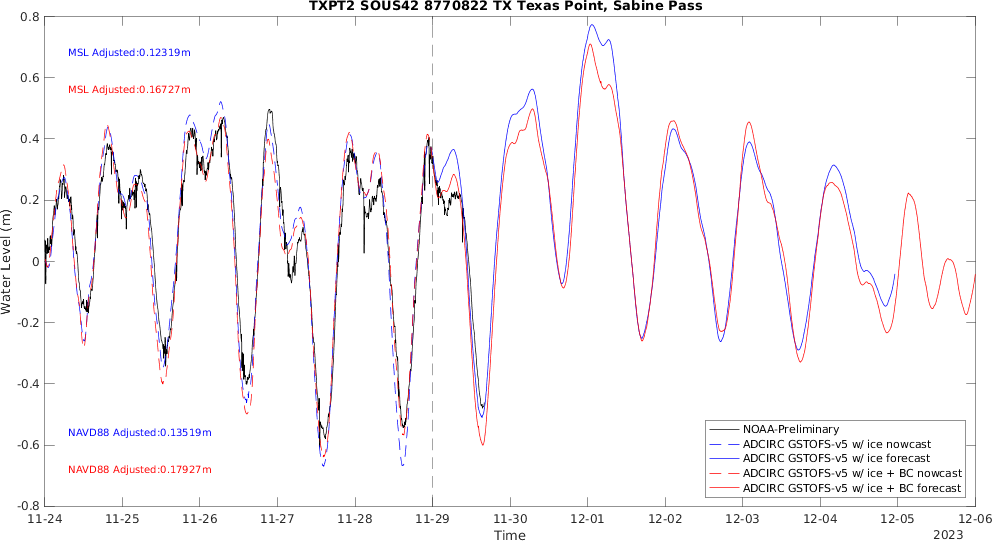 TXPT2 SOUS42 8770822 TX Texas Point, Sabine Pass
MSL Adjusted:0.12319m
MSL Adjusted:0.16727m
NAVD88 Adjusted:0.13519m
NAVD88 Adjusted:0.17927m
Water Level (m)
0.8
0.6
0.4
0.2
0
-0.2
-0.4
-0.6
-0.8
NOAA-Preliminary
ADCIRC GSTOFS-v5 w/ ice nowcast
ADCIRC GSTOFS-v5 w/ ice forecast
ADCIRC GSTOFS-v5 w/ ice + BC nowcast
ADCIRC GSTOFS-v5 w/ ice + BC forecast
11-24 11-25 11-26 11-27 11-28 11-29 11-30 12-01 12-02 12-03 12-04 12-05 12-06
Time
2023